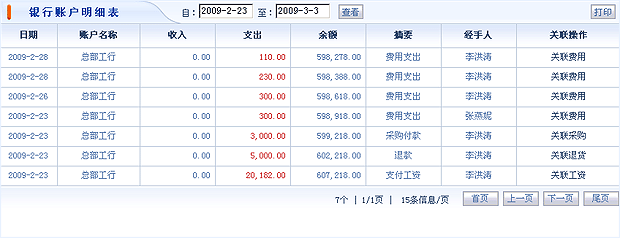 银行账户明细表 自: 2009-2-23 至: 2009-3-3 查看 打印
日期 账户名称 收入 支出 余额 摘要 经手人 关联操作
2009-2-28 总部工行 0.00 110.00 598,278.00 费用支出 李洪涛 关联费用
2009-2-28 总部工行 0.00 230.00 598,388.00 费用支出 李洪涛 关联费用
2009-2-26 总部工行 0.00 300.00 598,618.00 费用支出 李洪涛 关联费用
2009-2-23 总部工行 0.00 300.00 598,918.00 费用支出 张燕妮 关联费用
2009-2-23 总部工行 0.00 3,000.00 599,218.00 采购付款 李洪涛 关联采购
2009-2-23 总部工行 0.00 5,000.00 602,218.00 退款 李洪涛 关联退货
2009-2-23 总部工行 0.00 20,182.00 607,218.00 支付工资 李洪涛 关联工资
7个 | 1/1页 | 15条信息/页 首页 上一页 下一页 尾页